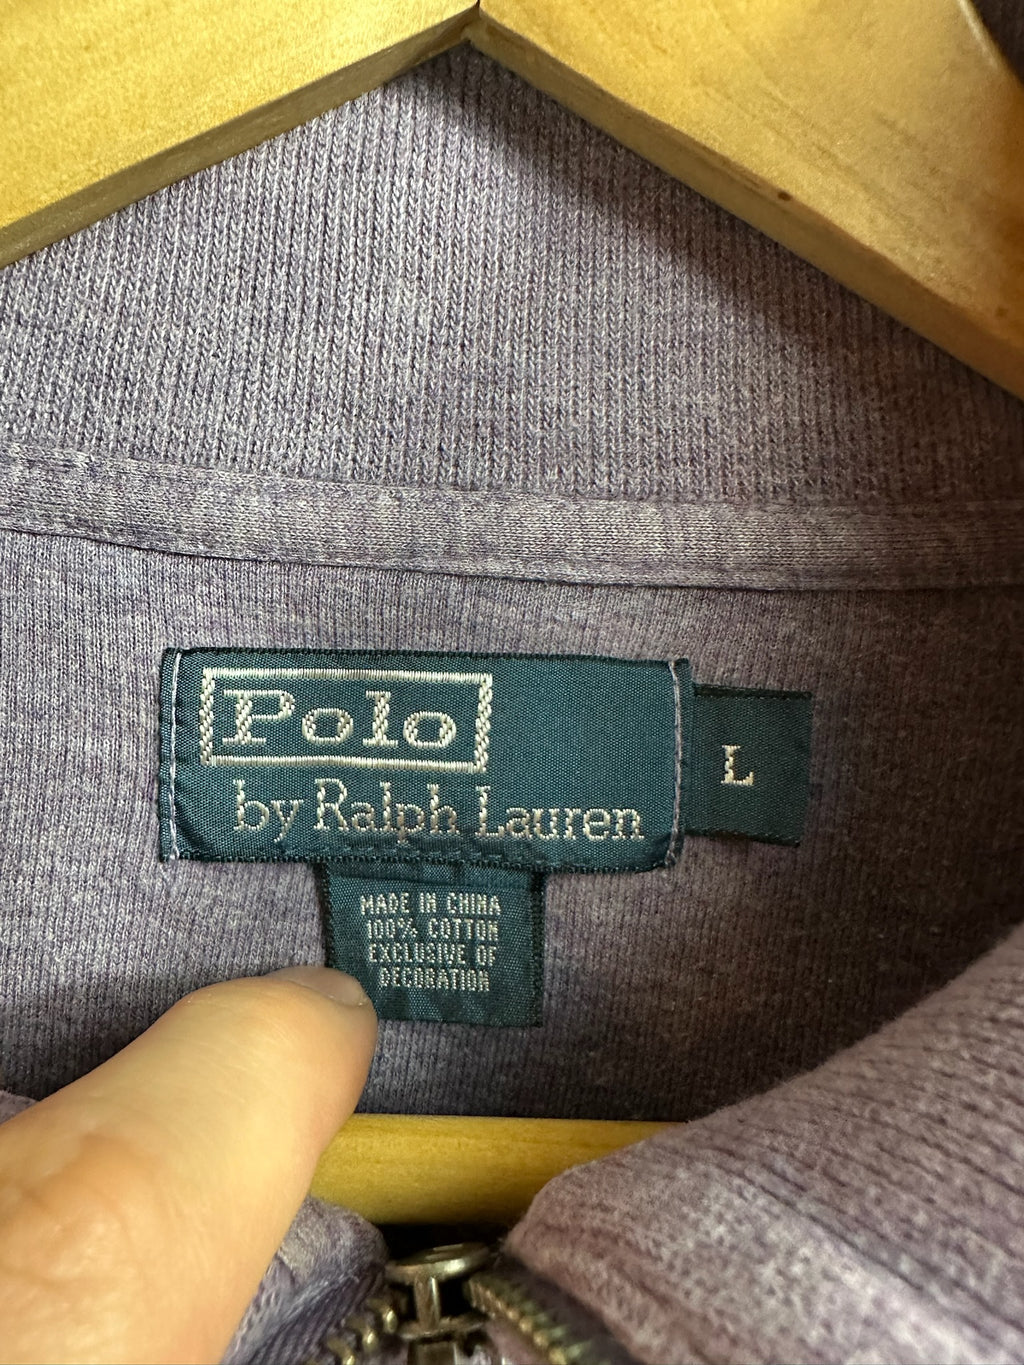 Polo
by Ralph Lauren
L
MADE IN CHINA
100% COTTON
EXCLUSIVE OF
DECORATION